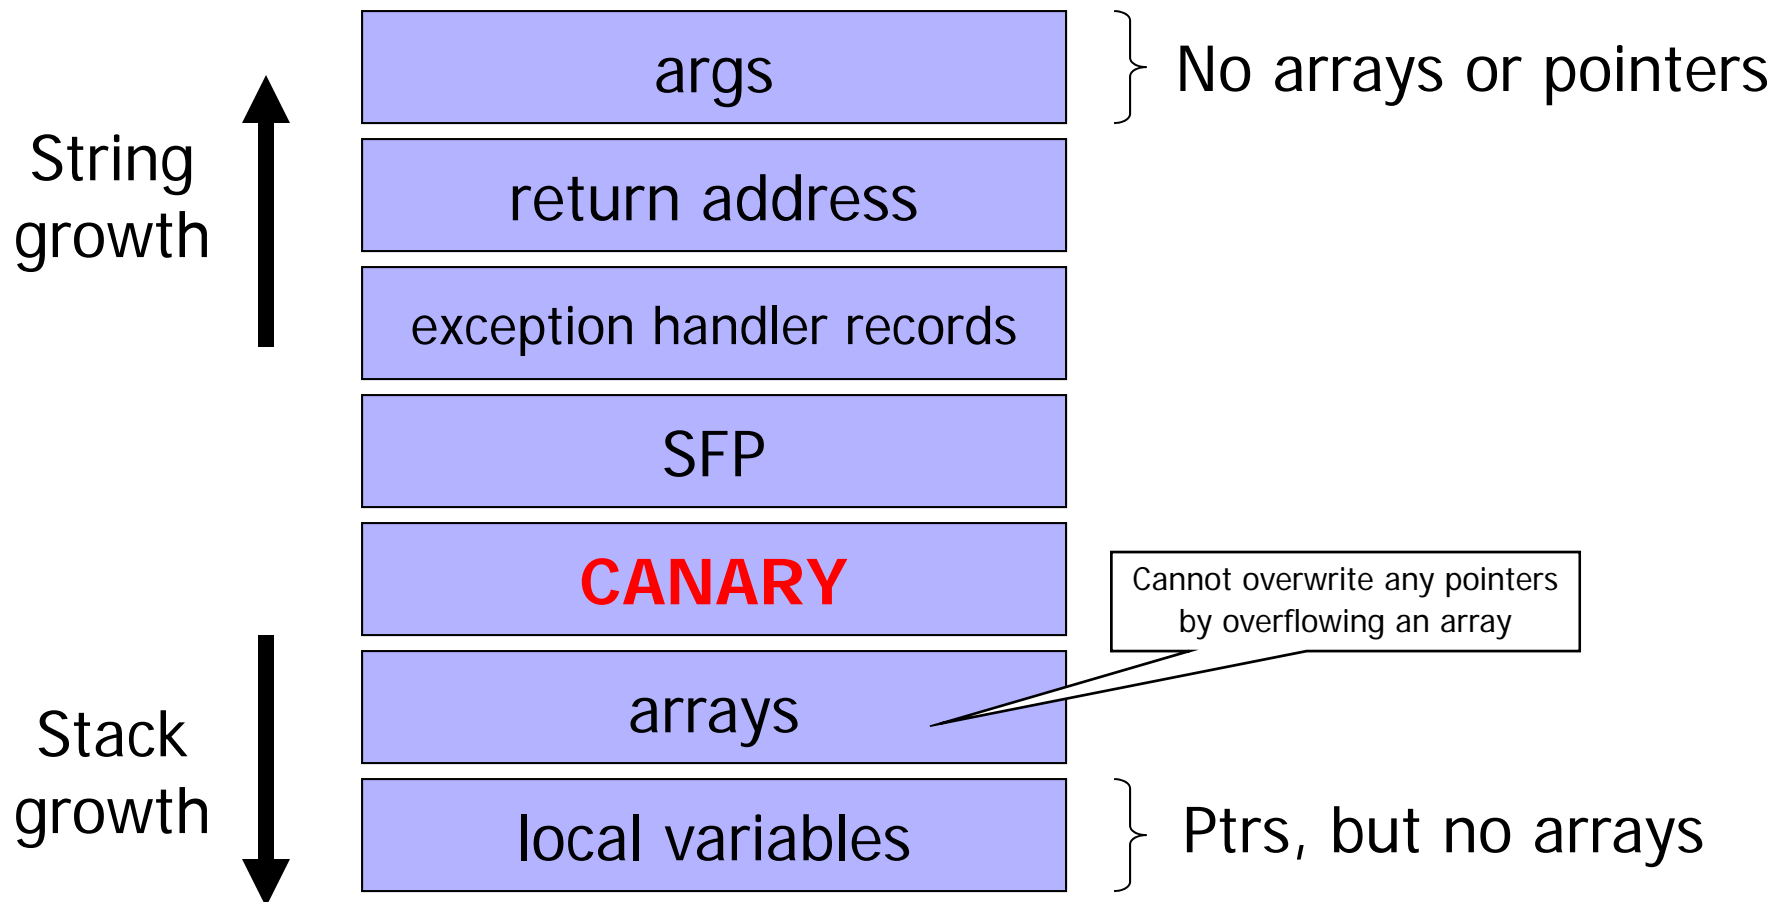 args
No arrays or pointers
String
growth
return address
exception handler records
SFP
CANARY
Cannot overwrite any pointers
by overflowing an array
arrays
Stack
growth
local variables
Ptrs, but no arrays